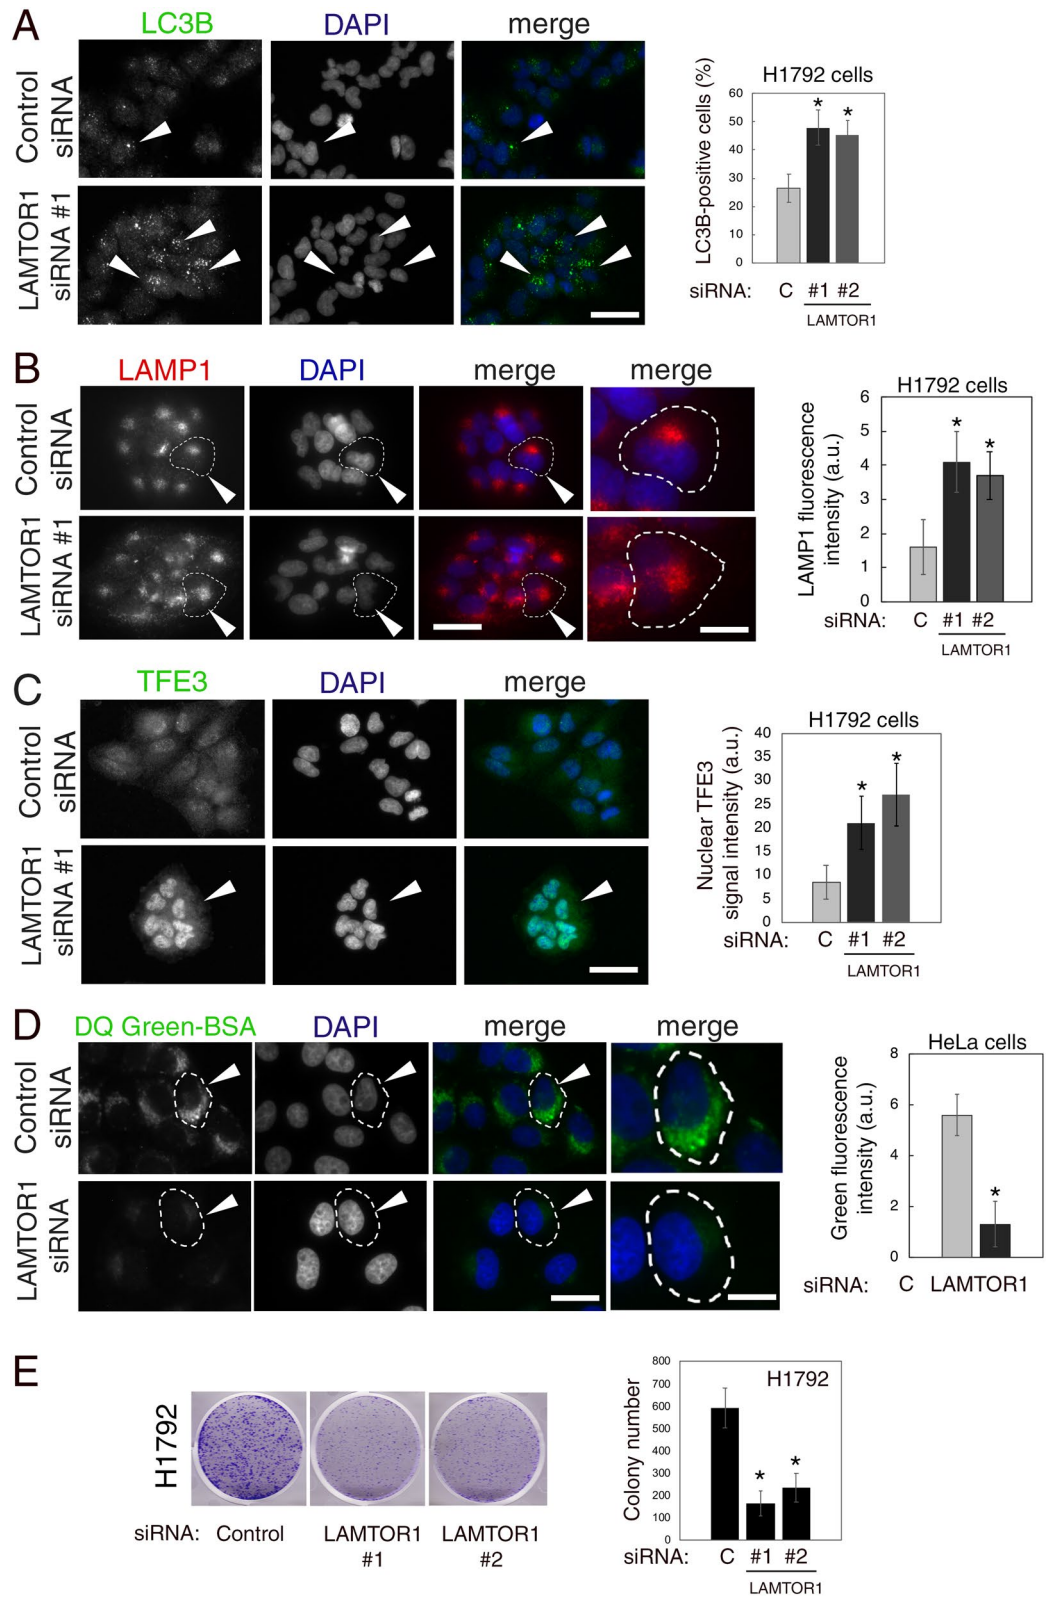 A
LC3B
DAPI
merge
Control
siRNA
LAMTOR1
siRNA #1
H1792 cells
LC3B-positive cells (%)
60
50
40
30
20
10
0
*
*
siRNA:
C
#1
#2
LAMTOR1
B
LAMP1
DAPI
merge
merge
Control
siRNA
LAMTOR1
siRNA #1
H1792 cells
LAMP1 fluorescence
intensity (a.u.)
6
5
4
3
2
1
0
*
*
siRNA:
C
#1
#2
LAMTOR1
C
TFE3
DAPI
merge
Control
siRNA
LAMTOR1
siRNA #1
H1792 cells
Nuclear TFE3
signal intensity (a.u.)
40
35
30
25
20
15
10
5
0
*
*
siRNA:
C
#1
#2
LAMTOR1
D
DQ Green-BSA
DAPI
merge
merge
Control
siRNA
LAMTOR1
siRNA
HeLa cells
Green fluorescence
intensity (a.u.)
8
6
4
2
0
*
siRNA:
C
LAMTOR1
E
H1792
siRNA:
Control
LAMTOR1
#1
LAMTOR1
#2
H1792
Colony number
800
700
600
500
400
300
200
100
0
*
*
siRNA:
C
#1
#2
LAMTOR1